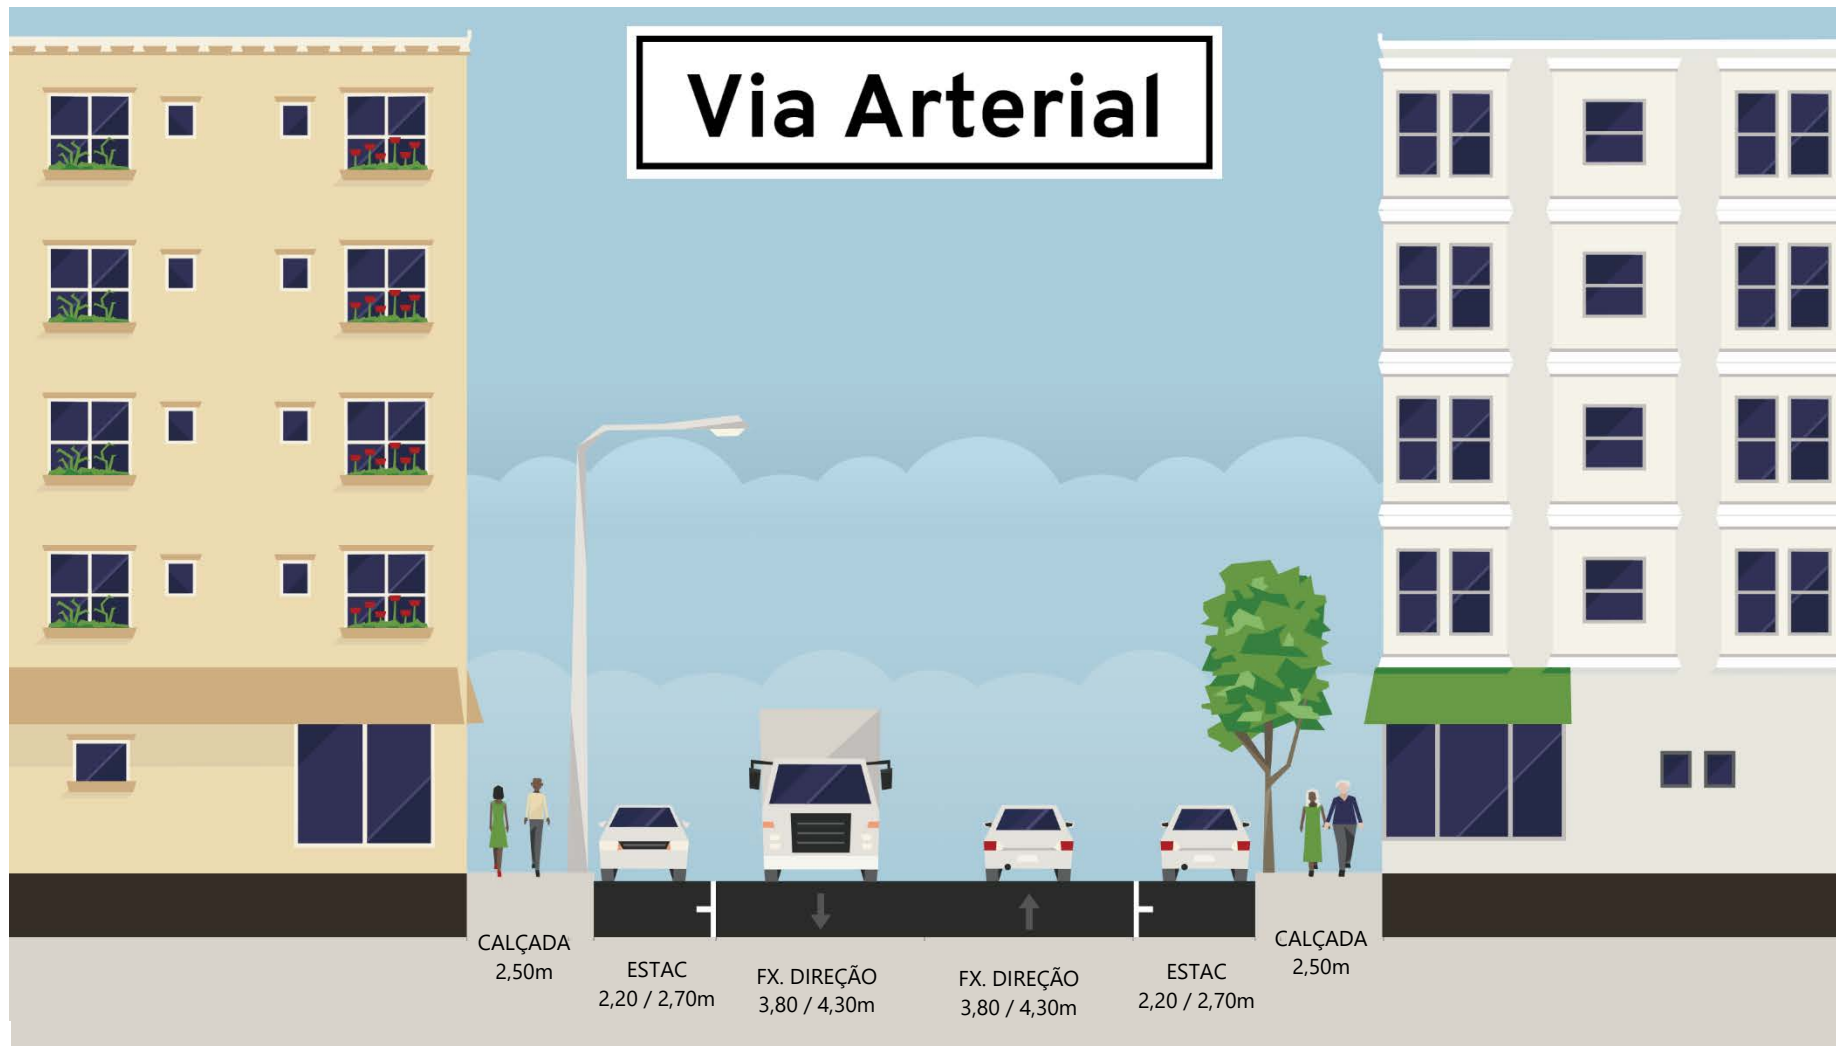 Via Arterial
CALÇADA
2,50m
ESTAC
2,20 / 2,70m
FX. DIREÇÃO
3,80 / 4,30m
FX. DIREÇÃO
3,80 / 4,30m
ESTAC
2,20 / 2,70m
CALÇADA
2,50m